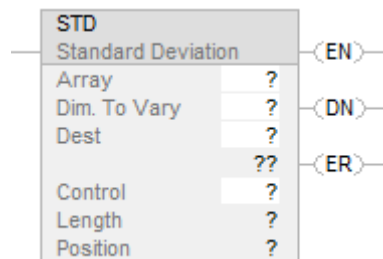 STD
Standard Deviation (EN)
Array ?
Dim. To Vary ? (DN)
Dest ?
?? (ER)
Control ?
Length ?
Position ?